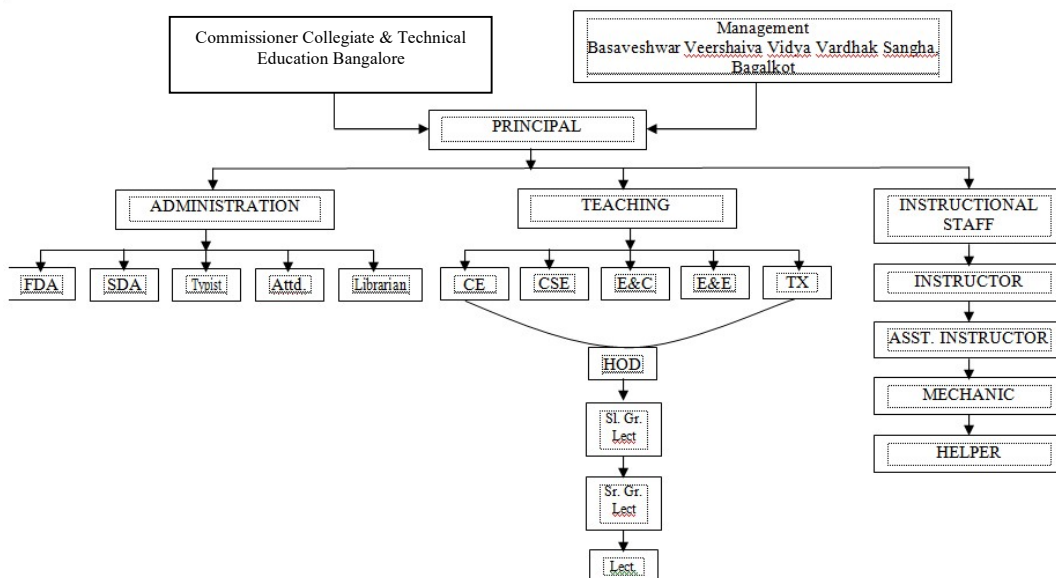 Commissioner Collegiate & Technical
Education Bangalore
Management
Basaveshwar Veershaiva Vidya Vardhak Sangha,
Bagalkot
PRINCIPAL
ADMINISTRATION
TEACHING
INSTRUCTIONAL
STAFF
FDA
SDA
Typist
Attd.
Librarian
CE
CSE
E&C
E&E
TX
INSTRUCTOR
ASST. INSTRUCTOR
MECHANIC
HELPER
HOD
Sl. Gr.
Lect
Sr. Gr.
Lect
Lect.